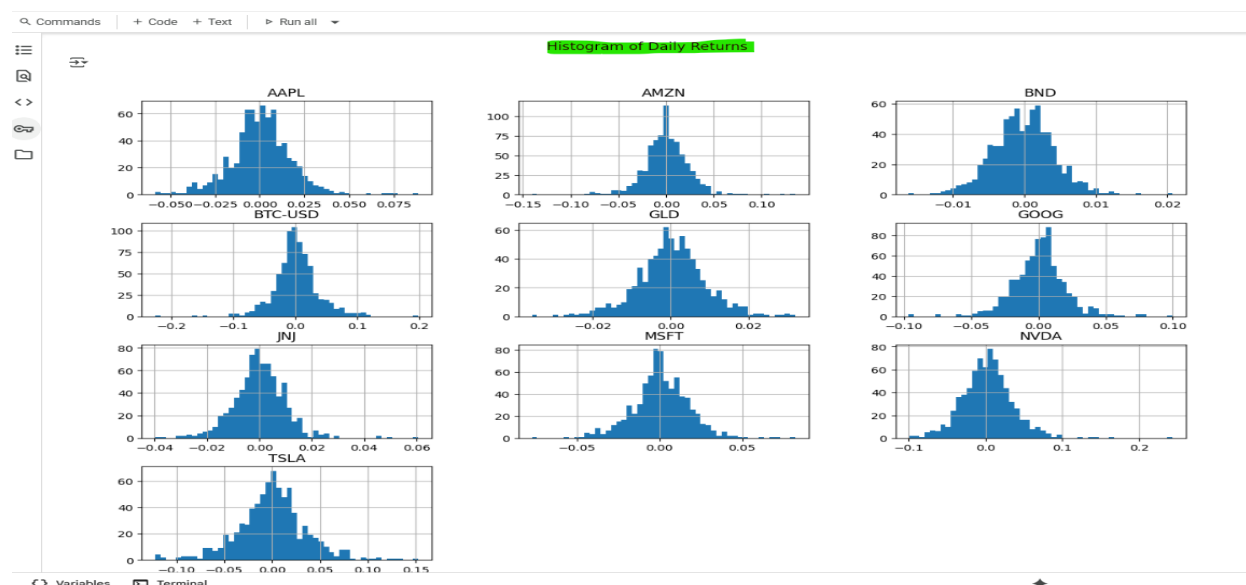 Commands + Code + Text Run all
Histogram of Daily Returns
AAPL AMZN BND
60 40 20 0
100 75 50 25 0
60 40 20 0
−0.050 −0.025 0.000 0.025 0.050 0.075
−0.15 −0.10 −0.05 0.00 0.05 0.10
−0.01 0.00 0.01 0.02
BTC-USD GLD GOOG
100 75 50 25 0
60 40 20 0
80 60 40 20 0
−0.2 −0.1 0.0 0.1 0.2
−0.02 0.00 0.02
−0.10 −0.05 0.00 0.05 0.10
JNJ MSFT NVDA
80 60 40 20 0
80 60 40 20 0
80 60 40 20 0
−0.04 −0.02 0.00 0.02 0.04 0.06
−0.05 0.00 0.05
−0.1 0.0 0.1 0.2
TSLA
60 40 20 0
−0.10 −0.05 0.00 0.05 0.10 0.15
Variables Terminal